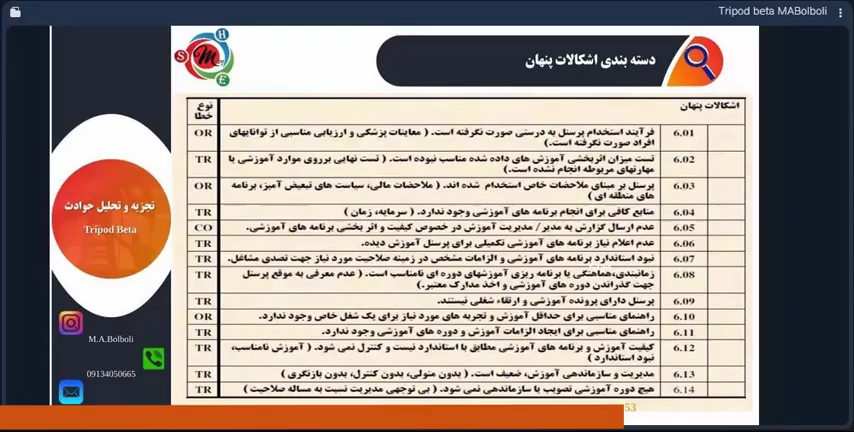 Tripod beta MABolboli
دسته بندی اشکالات پنهان
H
S
M
E
تجزیه و تحلیل حوادث
Tripod Beta
M.A.Bolboli
09134050665
اشکالات پنهان نوع خطا
6.01 فرآیند استخدام پرسنل به درستی صورت نگرفته است. ( معاینات پزشکی و ارزیابی مناسبی از توانایهای
افراد صورت نگرفته است.) OR
6.02 تست میزان اثربخشی آموزش های داده شده مناسب نبوده است. ( تست نهایی برروی موارد آموزشی یا
مهارتهای مربوطه انجام نشده است.) TR
6.03 پرسنل بر مبنای ملاحضات خاص استخدام شده اند. ( ملاحضات مالی، سیاست های تبعیض آمیز، برنامه
های منطقه ای ) OR
6.04 منابع کافی برای انجام برنامه های آموزشی وجود ندارد. ( سرمایه، زمان ) TR
6.05 عدم ارسال گزارش به مدیر/ مدیریت آموزش در خصوص کیفیت و اثر بخشی برنامه های آموزشی. CO
6.06 عدم اعلام نیاز برنامه های آموزشی تکمیلی برای پرسنل آموزش دیده. TR
6.07 نبود استاندارد برنامه های آموزشی و الزامات مشخص در زمینه صلاحیت مورد نیاز جهت تصدی مشاغل. TR
6.08 زمانبندی،هماهنگی یا برنامه ریزی آموزشهای دوره ای نامناسب است. ( عدم معرفی به موقع پرسنل
جهت گذراندن دوره های آموزشی و اخذ مدارک معتبر.) TR
6.09 پرسنل دارای پرونده آموزشی و ارتقاء شغلی نیستند. TR
6.10 راهنمای مناسبی برای حداقل آموزش و تجربه های مورد نیاز برای یک شغل خاص وجود ندارد. OR
6.11 راهنمای مناسبی برای ایجاد الزامات آموزش و دوره های آموزشی وجود ندارد. TR
6.12 کیفیت آموزش و برنامه های آموزشی مطابق با استاندارد نیست و کنترل نمی شود. ( آموزش نامناسب،
نبود استاندارد ) TR
6.13 مدیریت و سازماندهی آموزش، ضعیف است. ( بدون متولی، بدون کنترل، بدون بازنگری ) TR
6.14 هیچ دوره آموزشی تصویب یا سازماندهی نمی شود. ( بی توجهی مدیریت نسبت به مساله صلاحیت ) TR
53